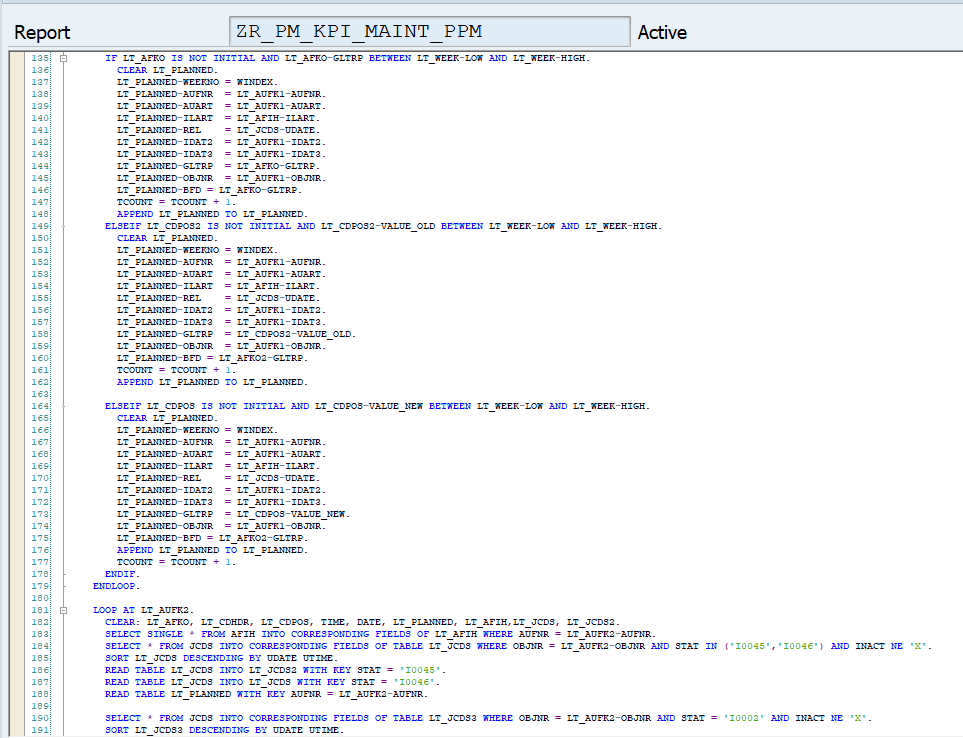 Report ZR_PM_KPI_MAINT_PPM Active
135 IF LT_AFKO IS NOT INITIAL AND LT_AFKO-GLTRP BETWEEN LT_WEEK-LOW AND LT_WEEK-HIGH.
136 CLEAR LT_PLANNED.
137 LT_PLANNED-WEEKNO = WINDEX.
138 LT_PLANNED-AUFNR = LT_AUFK1-AUFNR.
139 LT_PLANNED-AUART = LT_AUFK1-AUART.
140 LT_PLANNED-ILART = LT_AFIH-ILART.
141 LT_PLANNED-REL = LT_JCDS-UDATE.
142 LT_PLANNED-IDAT2 = LT_AUFK1-IDAT2.
143 LT_PLANNED-IDAT3 = LT_AUFK1-IDAT3.
144 LT_PLANNED-GLTRP = LT_AFKO-GLTRP.
145 LT_PLANNED-OBJNR = LT_AUFK1-OBJNR.
146 LT_PLANNED-BFD = LT_AFKO-GLTRP.
147 TCOUNT = TCOUNT + 1.
148 APPEND LT_PLANNED TO LT_PLANNED.
149 ELSEIF LT_CDPOS2 IS NOT INITIAL AND LT_CDPOS2-VALUE_OLD BETWEEN LT_WEEK-LOW AND LT_WEEK-HIGH.
150 CLEAR LT_PLANNED.
151 LT_PLANNED-WEEKNO = WINDEX.
152 LT_PLANNED-AUFNR = LT_AUFK1-AUFNR.
153 LT_PLANNED-AUART = LT_AUFK1-AUART.
154 LT_PLANNED-ILART = LT_AFIH-ILART.
155 LT_PLANNED-REL = LT_JCDS-UDATE.
156 LT_PLANNED-IDAT2 = LT_AUFK1-IDAT2.
157 LT_PLANNED-IDAT3 = LT_AUFK1-IDAT3.
158 LT_PLANNED-GLTRP = LT_CDPOS2-VALUE_OLD.
159 LT_PLANNED-OBJNR = LT_AUFK1-OBJNR.
160 LT_PLANNED-BFD = LT_AFKO2-GLTRP.
161 TCOUNT = TCOUNT + 1.
162 APPEND LT_PLANNED TO LT_PLANNED.
163
164 ELSEIF LT_CDPOS IS NOT INITIAL AND LT_CDPOS-VALUE_NEW BETWEEN LT_WEEK-LOW AND LT_WEEK-HIGH.
165 CLEAR LT_PLANNED.
166 LT_PLANNED-WEEKNO = WINDEX.
167 LT_PLANNED-AUFNR = LT_AUFK1-AUFNR.
168 LT_PLANNED-AUART = LT_AUFK1-AUART.
169 LT_PLANNED-ILART = LT_AFIH-ILART.
170 LT_PLANNED-REL = LT_JCDS-UDATE.
171 LT_PLANNED-IDAT2 = LT_AUFK1-IDAT2.
172 LT_PLANNED-IDAT3 = LT_AUFK1-IDAT3.
173 LT_PLANNED-GLTRP = LT_CDPOS-VALUE_NEW.
174 LT_PLANNED-OBJNR = LT_AUFK1-OBJNR.
175 LT_PLANNED-BFD = LT_AFKO2-GLTRP.
176 APPEND LT_PLANNED TO LT_PLANNED.
177 TCOUNT = TCOUNT + 1.
178 ENDIF.
179 ENDLOOP.
180
181 LOOP AT LT_AUFK2.
182 CLEAR: LT_AFKO, LT_CDHDR, LT_CDPOS, TIME, DATE, LT_PLANNED, LT_AFIH,LT_JCDS, LT_JCDS2.
183 SELECT SINGLE * FROM AFIH INTO CORRESPONDING FIELDS OF LT_AFIH WHERE AUFNR = LT_AUFK2-AUFNR.
184 SELECT * FROM JCDS INTO CORRESPONDING FIELDS OF TABLE LT_JCDS WHERE OBJNR = LT_AUFK2-OBJNR AND STAT IN ('I0045','I0046') AND INACT NE 'X'.
185 SORT LT_JCDS DESCENDING BY UDATE UTIME.
186 READ TABLE LT_JCDS INTO LT_JCDS2 WITH KEY STAT = 'I0045'.
187 READ TABLE LT_JCDS INTO LT_JCDS WITH KEY STAT = 'I0046'.
188 READ TABLE LT_PLANNED WITH KEY AUFNR = LT_AUFK2-AUFNR.
189
190 SELECT * FROM JCDS INTO CORRESPONDING FIELDS OF TABLE LT_JCDS3 WHERE OBJNR = LT_AUFK2-OBJNR AND STAT = 'I0002' AND INACT NE 'X'.
191 SORT LT_JCDS3 DESCENDING BY UDATE UTIME.